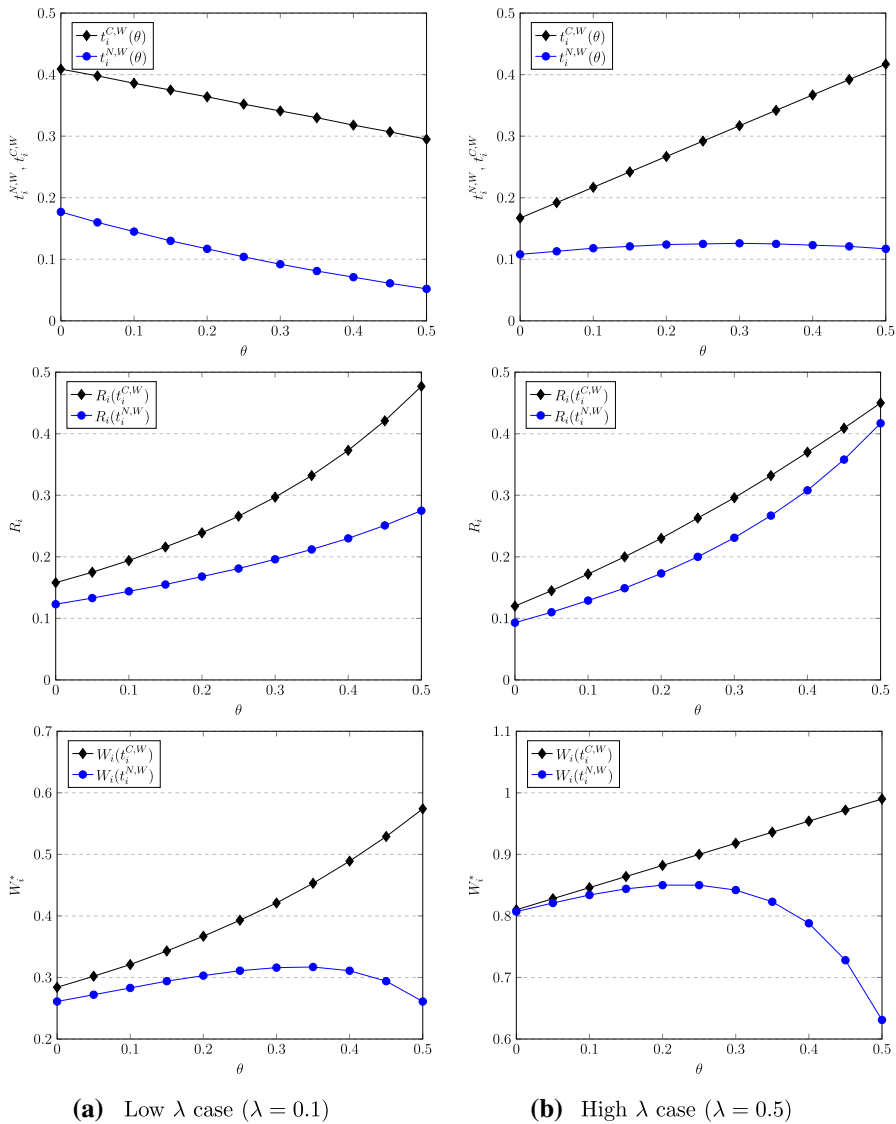 0.5
0.4
0.3
0.2
0.1
0
t_i^{N,W}, t_i^{C,W}
t_i^{C,W}(θ)
t_i^{N,W}(θ)
0 0.1 0.2 0.3 0.4 0.5
θ
0.5
0.4
0.3
0.2
0.1
0
t_i^{N,W}, t_i^{C,W}
t_i^{C,W}(θ)
t_i^{N,W}(θ)
0 0.1 0.2 0.3 0.4 0.5
θ
0.5
0.4
0.3
0.2
0.1
0
R_i
R_i(t_i^{C,W})
R_i(t_i^{N,W})
0 0.1 0.2 0.3 0.4 0.5
θ
0.5
0.4
0.3
0.2
0.1
0
R_i
R_i(t_i^{C,W})
R_i(t_i^{N,W})
0 0.1 0.2 0.3 0.4 0.5
θ
0.7
0.6
0.5
0.4
0.3
0.2
W_i^*
W_i(t_i^{C,W})
W_i(t_i^{N,W})
0 0.1 0.2 0.3 0.4 0.5
θ
1.1
1
0.9
0.8
0.7
0.6
W_i^*
W_i(t_i^{C,W})
W_i(t_i^{N,W})
0 0.1 0.2 0.3 0.4 0.5
θ
(a) Low λ case (λ = 0.1)
(b) High λ case (λ = 0.5)